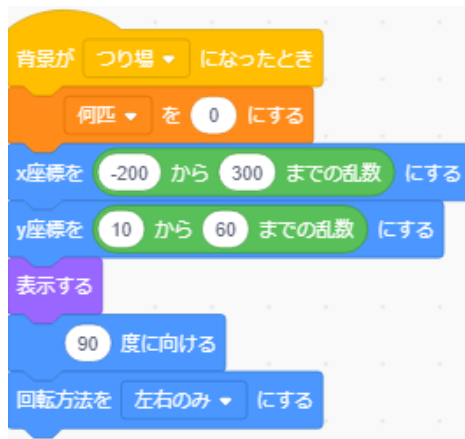 背景が つり場 になったとき
何匹 を 0 にする
x座標を -200 から 300 までの乱数 にする
y座標を 10 から 60 までの乱数 にする
表示する
90 度に向ける
回転方法を 左右のみ にする